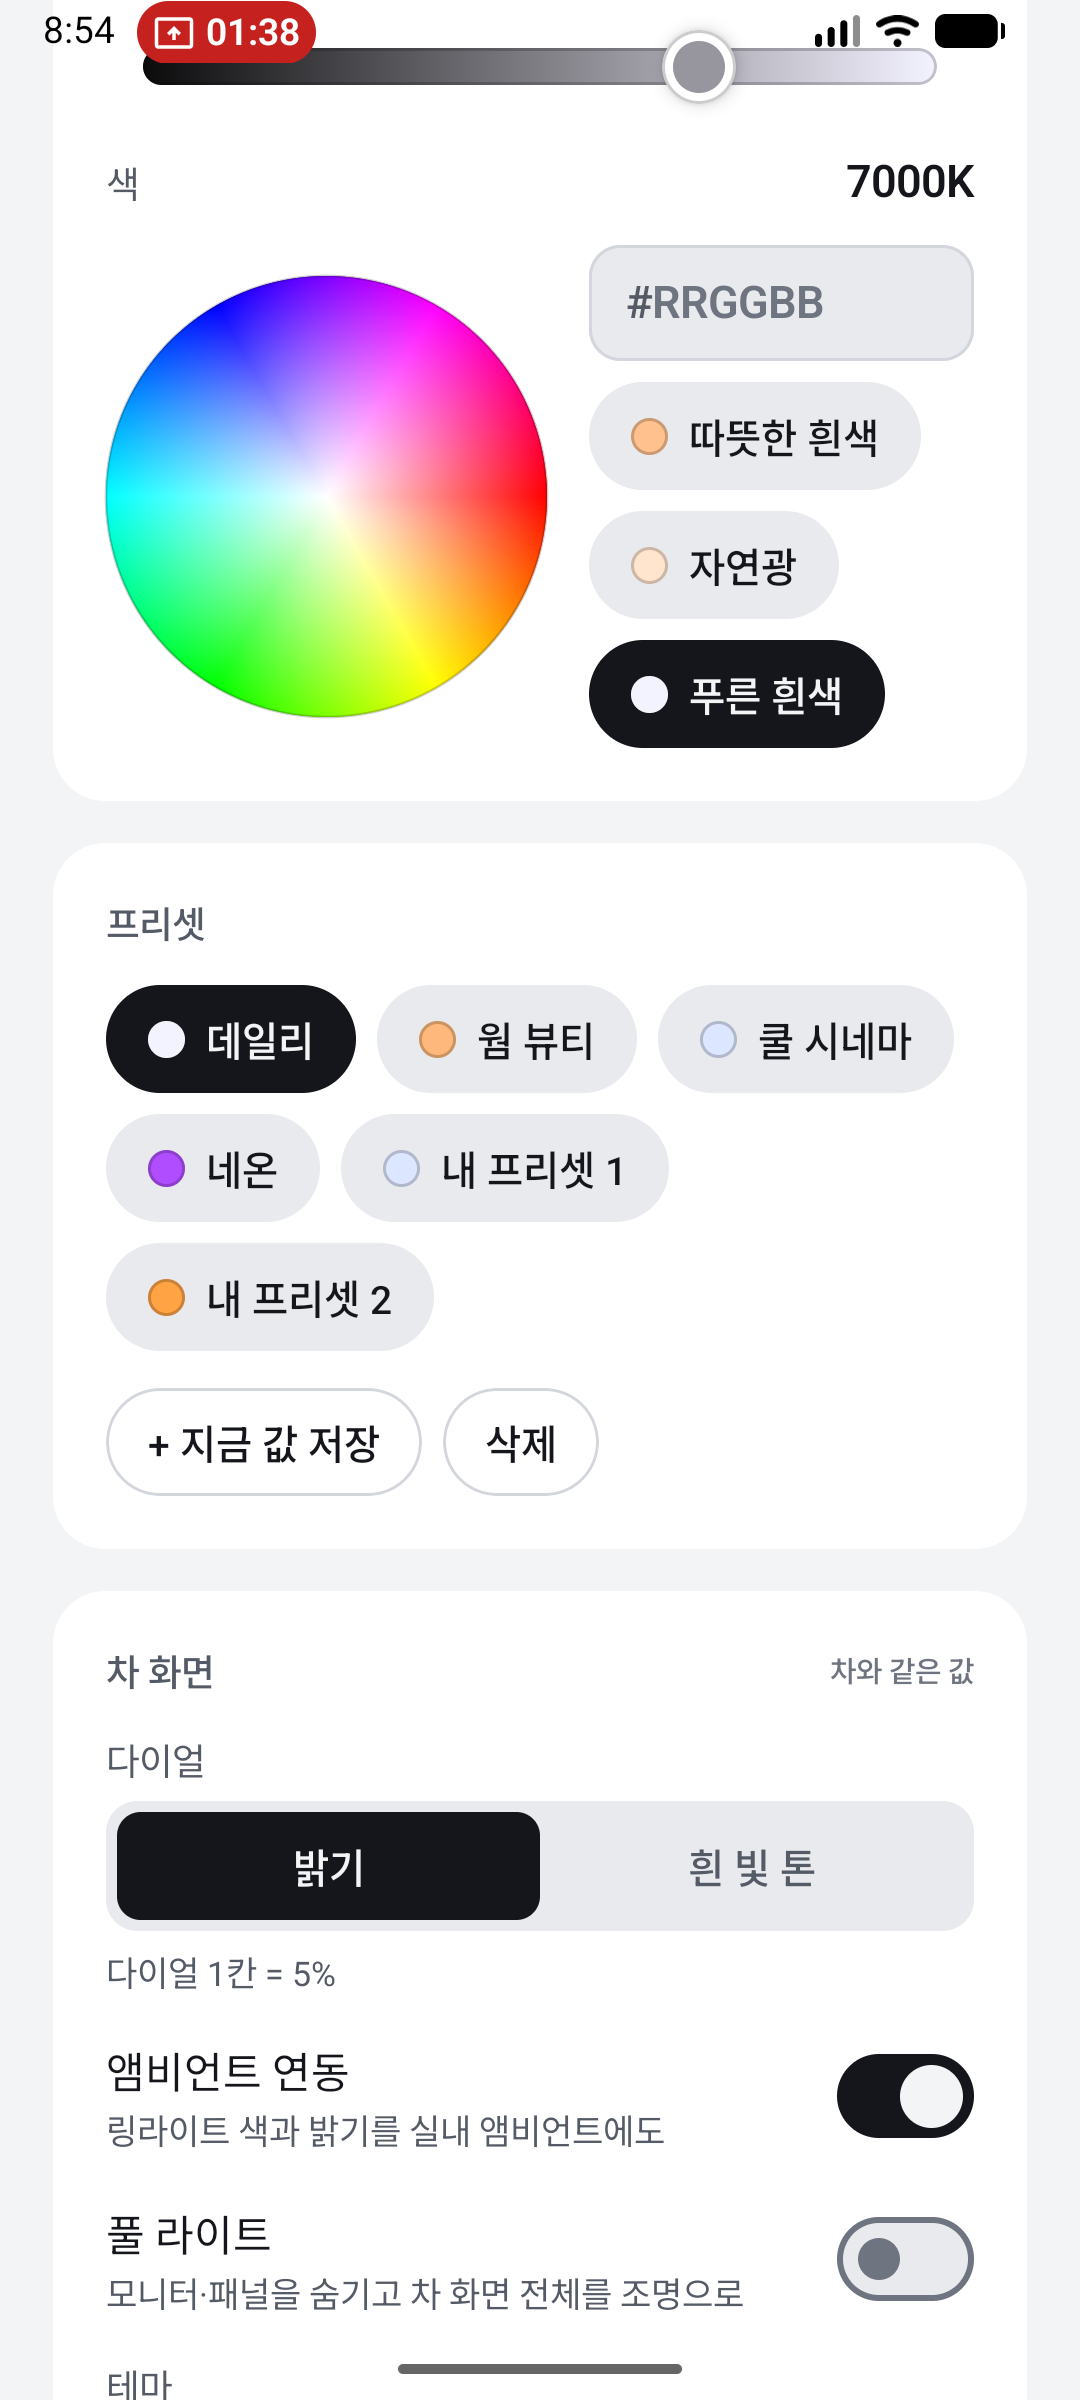 8:54
01:38
색
7000K
#RRGGBB
따뜻한 흰색
자연광
푸른 흰색
프리셋
데일리
웜 뷰티
쿨 시네마
네온
내 프리셋 1
내 프리셋 2
+ 지금 값 저장
삭제
차 화면
차와 같은 값
다이얼
밝기
흰 빛 톤
다이얼 1칸 = 5%
앰비언트 연동
링라이트 색과 밝기를 실내 앰비언트에도
풀 라이트
모니터·패널을 숨기고 차 화면 전체를 조명으로
테마